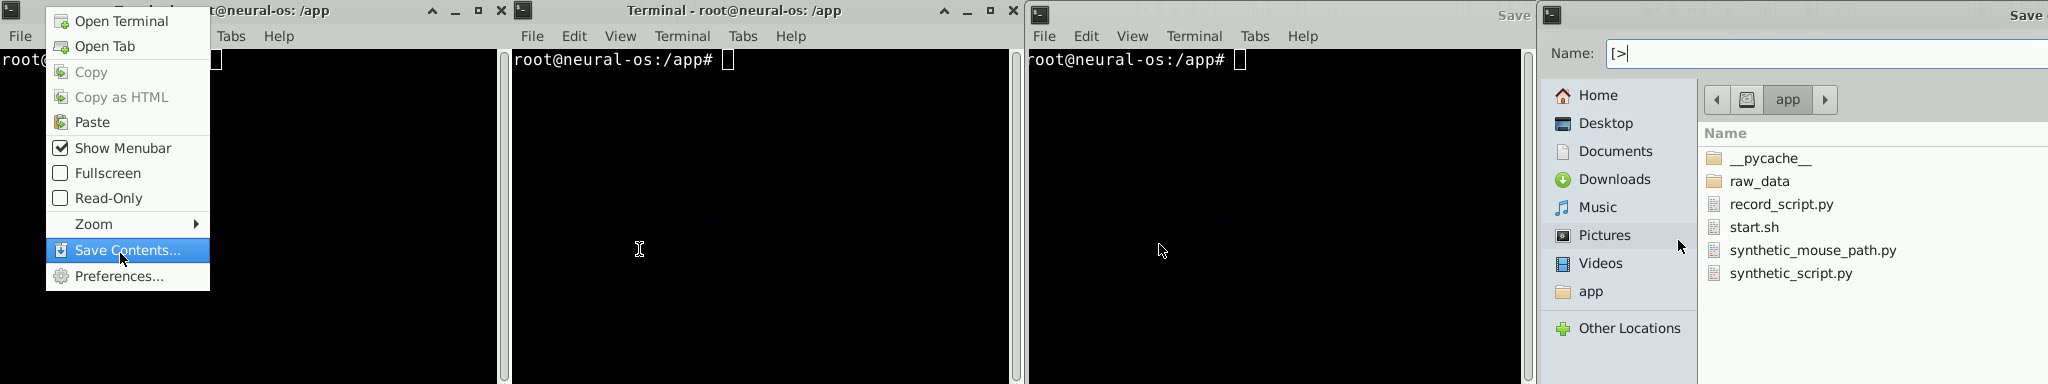 root@neural-os: /app
File Tabs Help
root@
Open Terminal
Open Tab
Copy
Copy as HTML
Paste
Show Menubar
Fullscreen
Read-Only
Zoom
Save Contents...
Preferences...
Terminal - root@neural-os: /app
File Edit View Terminal Tabs Help
root@neural-os:/app#
Save
File Edit View Terminal Tabs Help
root@neural-os:/app#
Save
Name: [>
Home
Desktop
Documents
Downloads
Music
Pictures
Videos
app
Other Locations
app
Name
__pycache__
raw_data
record_script.py
start.sh
synthetic_mouse_path.py
synthetic_script.py